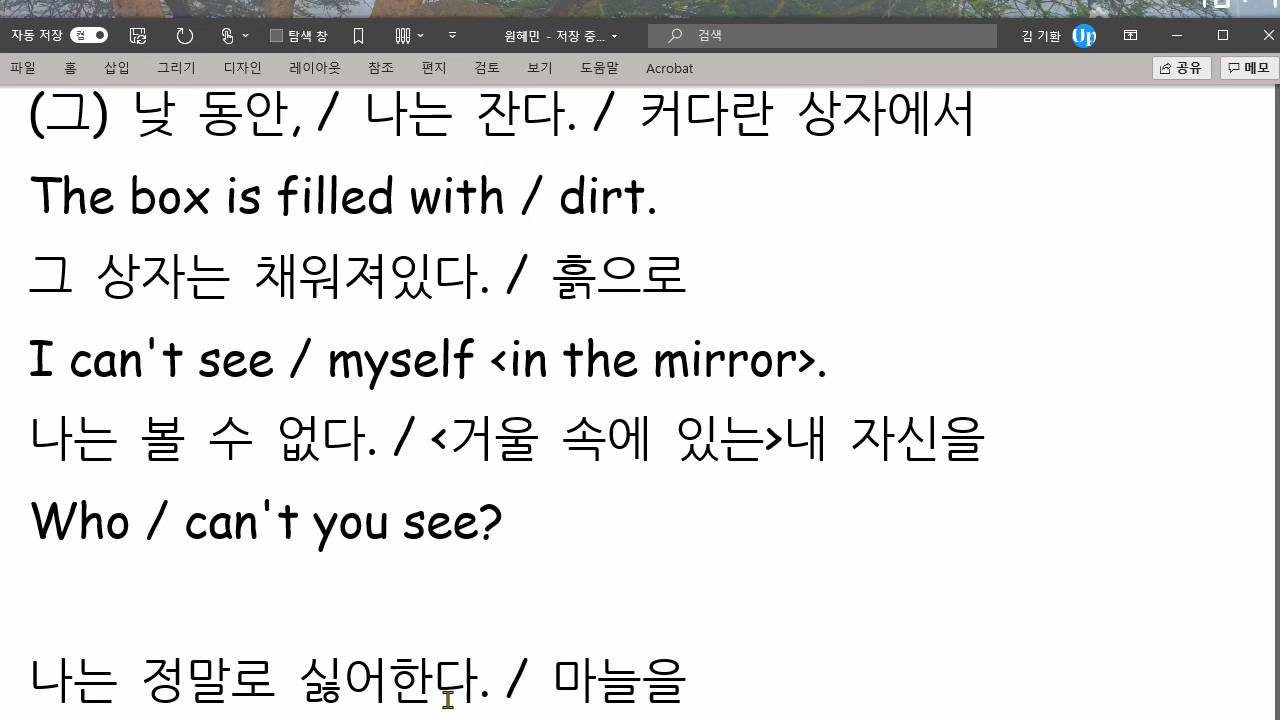 자동 저장 켬 탐색 창 원혜민 - 저장 중... 검색 김 기환 Up
파일 홈 삽입 그리기 디자인 레이아웃 참조 편지 검토 보기 도움말 Acrobat 공유 메모
(그) 낮 동안, / 나는 잔다. / 커다란 상자에서
The box is filled with / dirt.
그 상자는 채워져있다. / 흙으로
I can't see / myself <in the mirror>.
나는 볼 수 없다. / <거울 속에 있는>내 자신을
Who / can't you see?
나는 정말로 싫어한다. / 마늘을